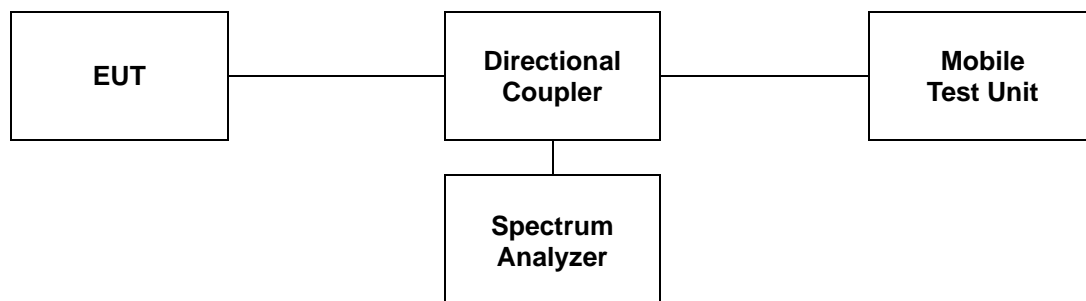 EUT
Directional
Coupler
Mobile
Test Unit
Spectrum
Analyzer